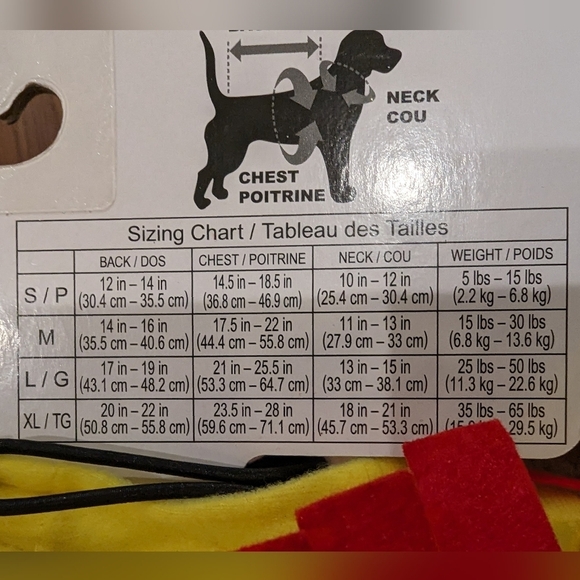 NECK
COU
CHEST
POITRINE
Sizing Chart / Tableau des Tailles
BACK / DOS CHEST / POITRINE NECK / COU WEIGHT / POIDS
S / P 12 in – 14 in 14.5 in – 18.5 in 10 in – 12 in 5 lbs – 15 lbs
(30.4 cm – 35.5 cm) (36.8 cm – 46.9 cm) (25.4 cm – 30.4 cm) (2.2 kg – 6.8 kg)
M 14 in – 16 in 17.5 in – 22 in 11 in – 13 in 15 lbs – 30 lbs
(35.5 cm – 40.6 cm) (44.4 cm – 55.8 cm) (27.9 cm – 33 cm) (6.8 kg – 13.6 kg)
L / G 17 in – 19 in 21 in – 25.5 in 13 in – 15 in 25 lbs – 50 lbs
(43.1 cm – 48.2 cm) (53.3 cm – 64.7 cm) (33 cm – 38.1 cm) (11.3 kg – 22.6 kg)
XL / TG 20 in – 22 in 23.5 in – 28 in 18 in – 21 in 35 lbs – 65 lbs
(50.8 cm – 55.8 cm) (59.6 cm – 71.1 cm) (45.7 cm – 53.3 cm) 29.5 kg)